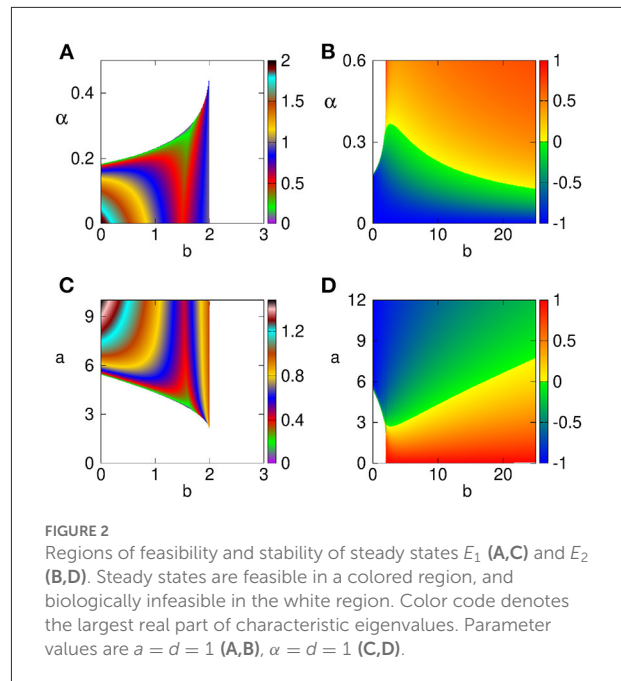 A
B
0.4
α
0.2
0
0 1 2 3
b
2
1.5
1
0.5
0
0.6
α
0.3
0
0 10 20
b
1
0.5
0
-0.5
-1
C
D
9
a
6
3
0
0 1 2 3
b
1.2
0.8
0.4
0
12
a
9
6
3
0
0 10 20
b
1
0.5
0
-0.5
-1
FIGURE 2
Regions of feasibility and stability of steady states E₁ (A,C) and E₂
(B,D). Steady states are feasible in a colored region, and
biologically infeasible in the white region. Color code denotes
the largest real part of characteristic eigenvalues. Parameter
values are a = d = 1 (A,B), α = d = 1 (C,D).